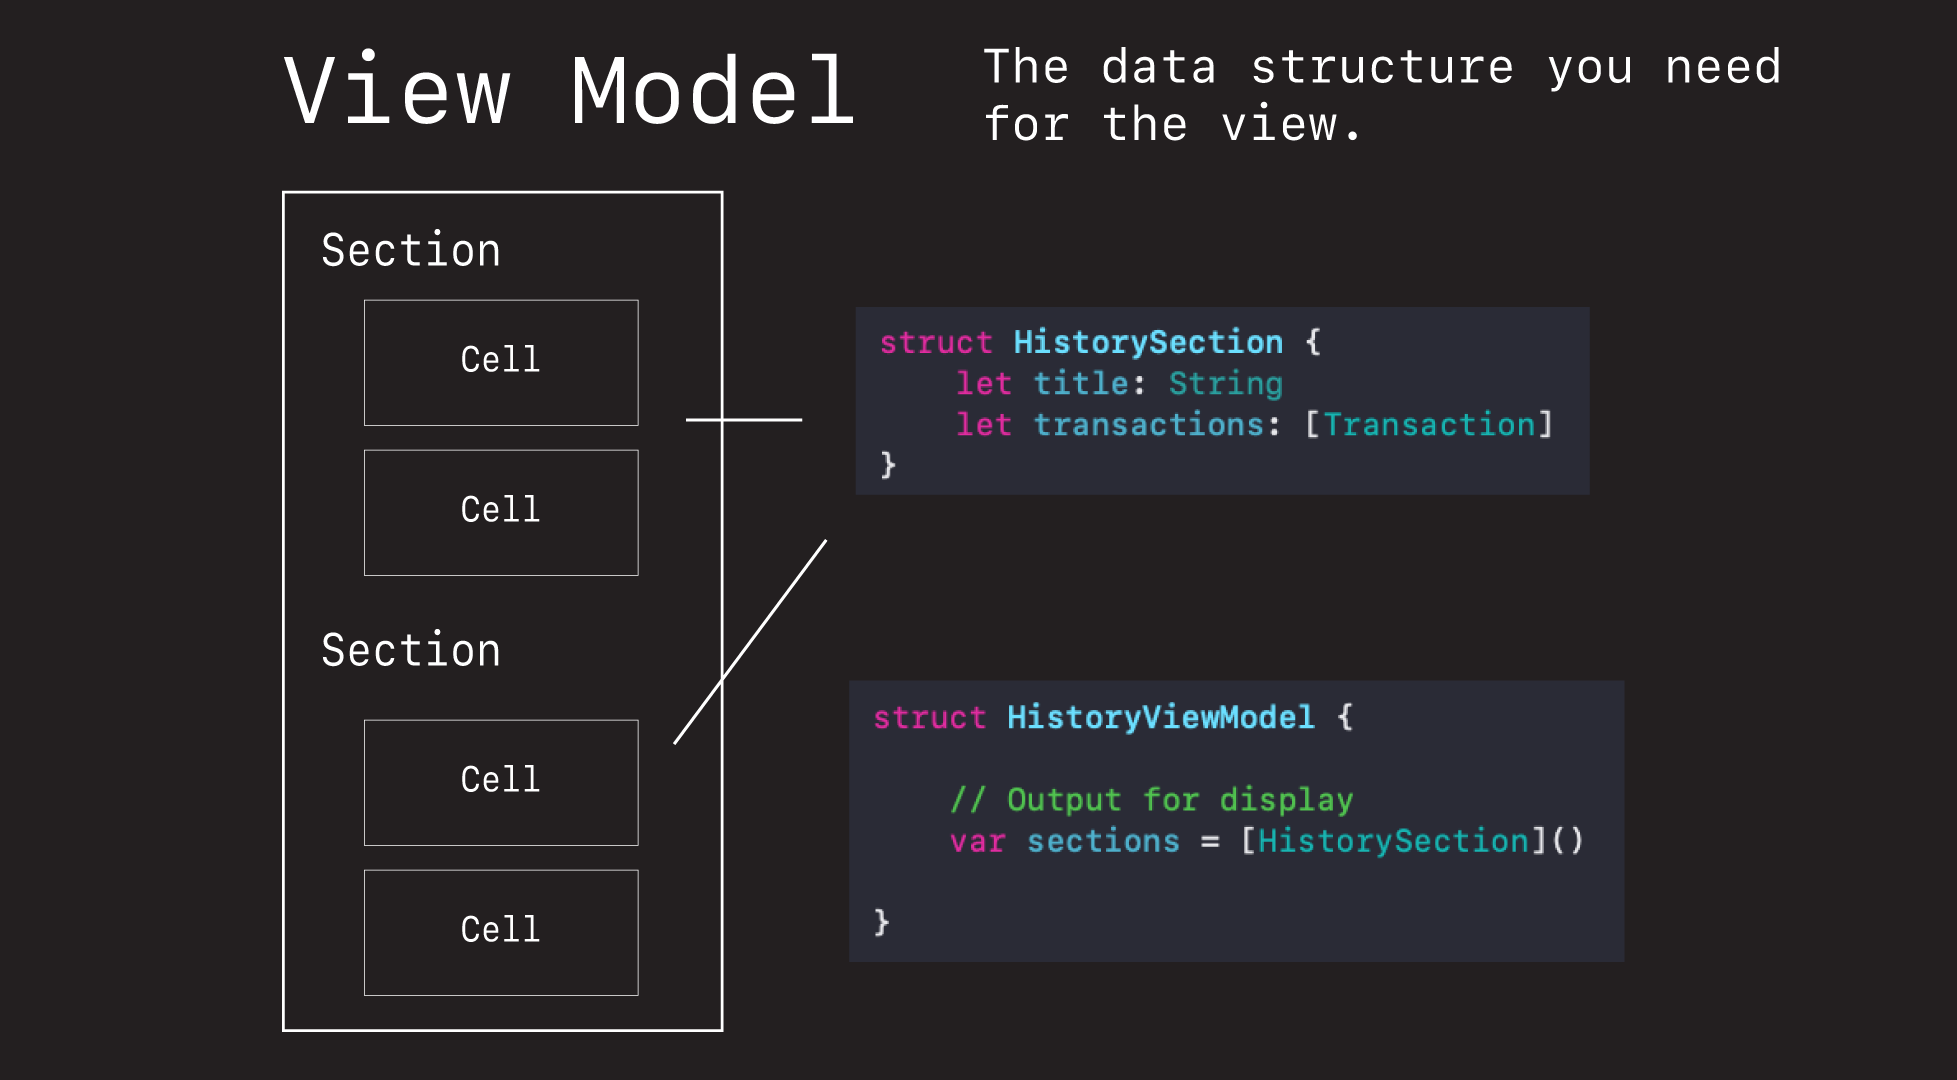 View Model
The data structure you need
for the view.
Section
Cell
Cell
Section
Cell
Cell
struct HistorySection {
    let title: String
    let transactions: [Transaction]
}
struct HistoryViewModel {
    // Output for display
    var sections = [HistorySection]()
}